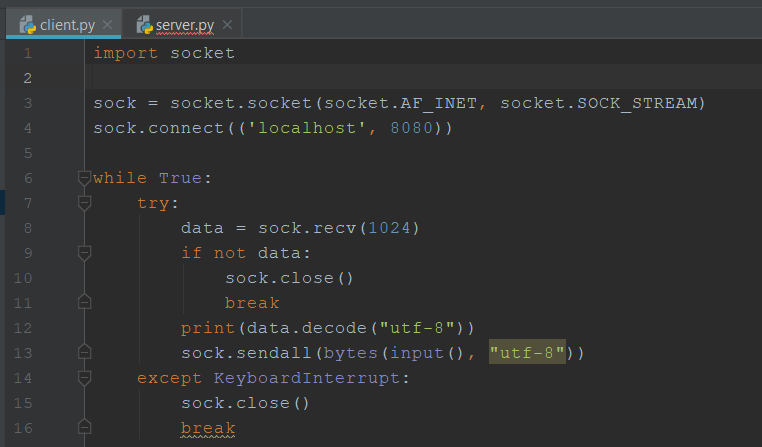 client.py server.py
1 import socket
2
3 sock = socket.socket(socket.AF_INET, socket.SOCK_STREAM)
4 sock.connect(('localhost', 8080))
5
6 while True:
7     try:
8         data = sock.recv(1024)
9         if not data:
10             sock.close()
11             break
12         print(data.decode("utf-8"))
13         sock.sendall(bytes(input(), "utf-8"))
14     except KeyboardInterrupt:
15         sock.close()
16         break